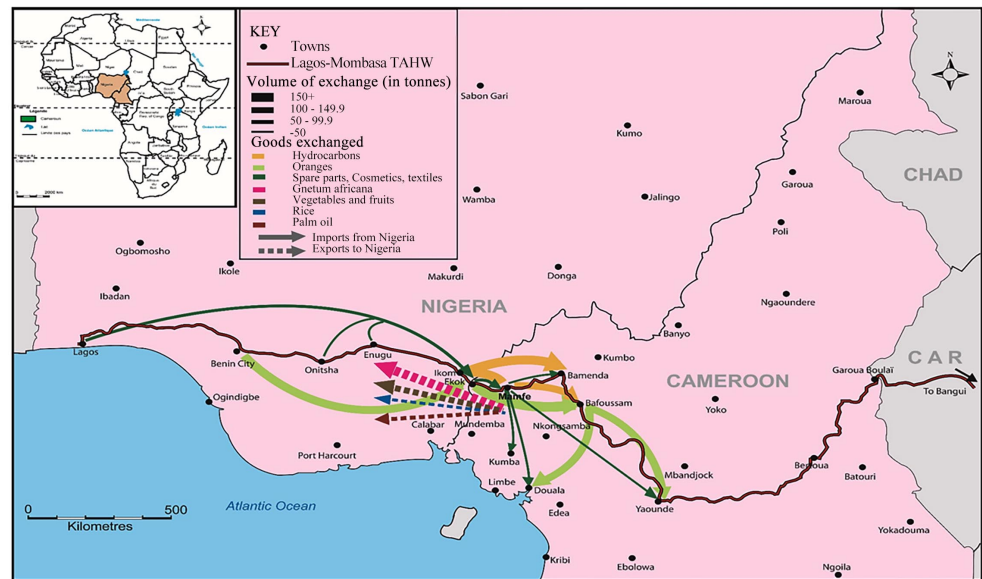 KEY
Towns
Lagos-Mombasa TAHW
Volume of exchange (in tonnes)
150+
100 - 149.9
50 - 99.9
-50
Goods exchanged
Hydrocarbons
Oranges
Spare parts, Cosmetics, textiles
Gnetum africana
Vegetables and fruits
Rice
Palm oil
Imports from Nigeria
Exports to Nigeria
N
Sabon Gari
Maroua
Kumo
CHAD
Garoua
Wamba
Jalingo
Poli
Ogbomosho
Ikole
Makurdi
Donga
Ibadan
NIGERIA
Ngaoundere
Banyo
Lagos
Enugu
Benin City
Onitsha
Kumbo
CAR
Ikom
Ekok
Bamenda
CAMEROON
Garoua Boulaï
To Bangui
Mamfe
Bafoussam
Yoko
Ogindigbe
Calabar
Mundemba
Nkongsamba
Port Harcourt
Kumba
Mbandjock
Bertoua
Batouri
Limbe
Douala
Yaounde
Edea
Atlantic Ocean
0
500
Kilometres
Yokadouma
Kribi
Ebolowa
Ngoila